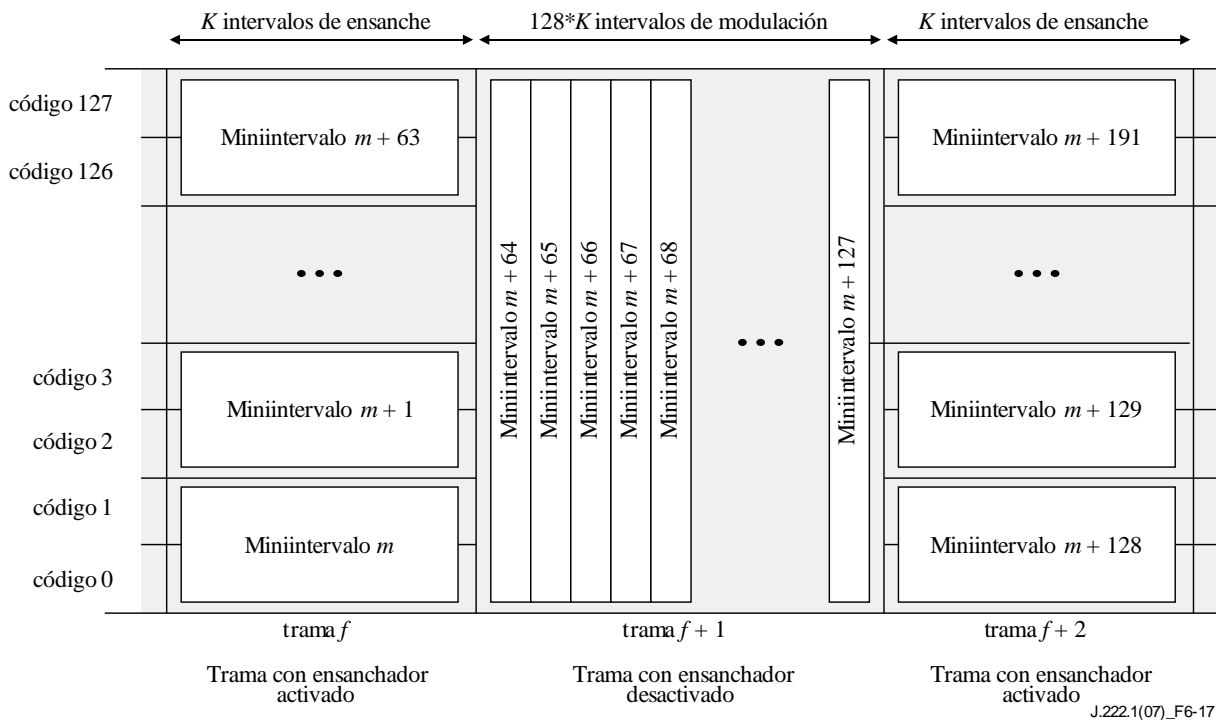 K intervalos de ensanche
128*K intervalos de modulación
K intervalos de ensanche
código 127
código 126
código 3
código 2
código 1
código 0
Miniintervalo m + 63
Miniintervalo m + 1
Miniintervalo m
Miniintervalo m + 64
Miniintervalo m + 65
Miniintervalo m + 66
Miniintervalo m + 67
Miniintervalo m + 68
Miniintervalo m + 127
Miniintervalo m + 191
Miniintervalo m + 129
Miniintervalo m + 128
trama f
trama f + 1
trama f + 2
Trama con ensanchador
activado
Trama con ensanchador
desactivado
Trama con ensanchador
activado
J.222.1(07)_F6-17